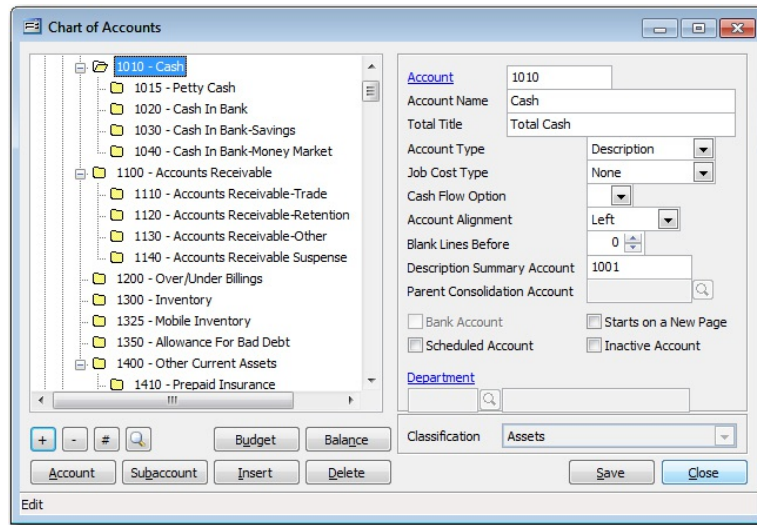 Chart of Accounts
1010 - Cash
1015 - Petty Cash
1020 - Cash In Bank
1030 - Cash In Bank-Savings
1040 - Cash In Bank-Money Market
1100 - Accounts Receivable
1110 - Accounts Receivable-Trade
1120 - Accounts Receivable-Retention
1130 - Accounts Receivable-Other
1140 - Accounts Receivable Suspense
1200 - Over/Under Billings
1300 - Inventory
1325 - Mobile Inventory
1350 - Allowance For Bad Debt
1400 - Other Current Assets
1410 - Prepaid Insurance
+ - #
Budget Balance
Account Subaccount Insert Delete
Account 1010
Account Name Cash
Total Title Total Cash
Account Type Description
Job Cost Type None
Cash Flow Option
Account Alignment Left
Blank Lines Before 0
Description Summary Account 1001
Parent Consolidation Account
Bank Account Starts on a New Page
Scheduled Account Inactive Account
Department
Classification Assets
Save Close
Edit